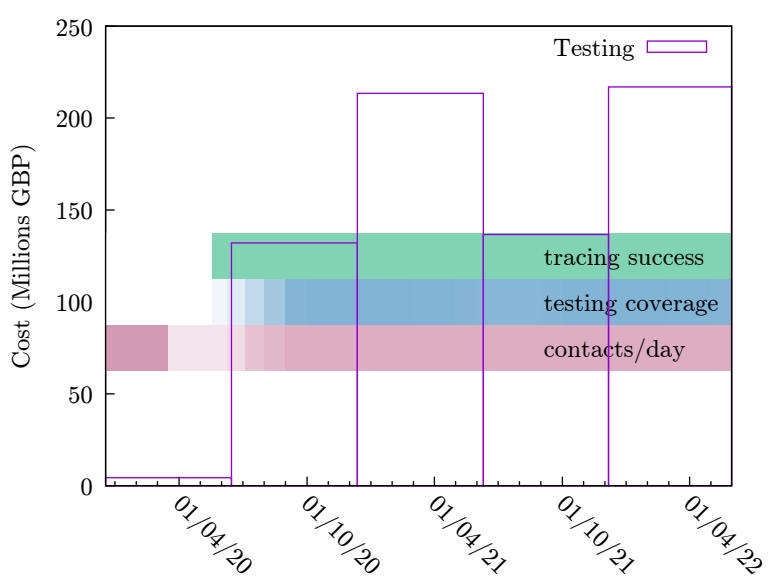 250
200
150
100
50
0
Cost (Millions GBP)
Testing
tracing success
testing coverage
contacts/day
01/04/20
01/10/20
01/04/21
01/10/21
01/04/22